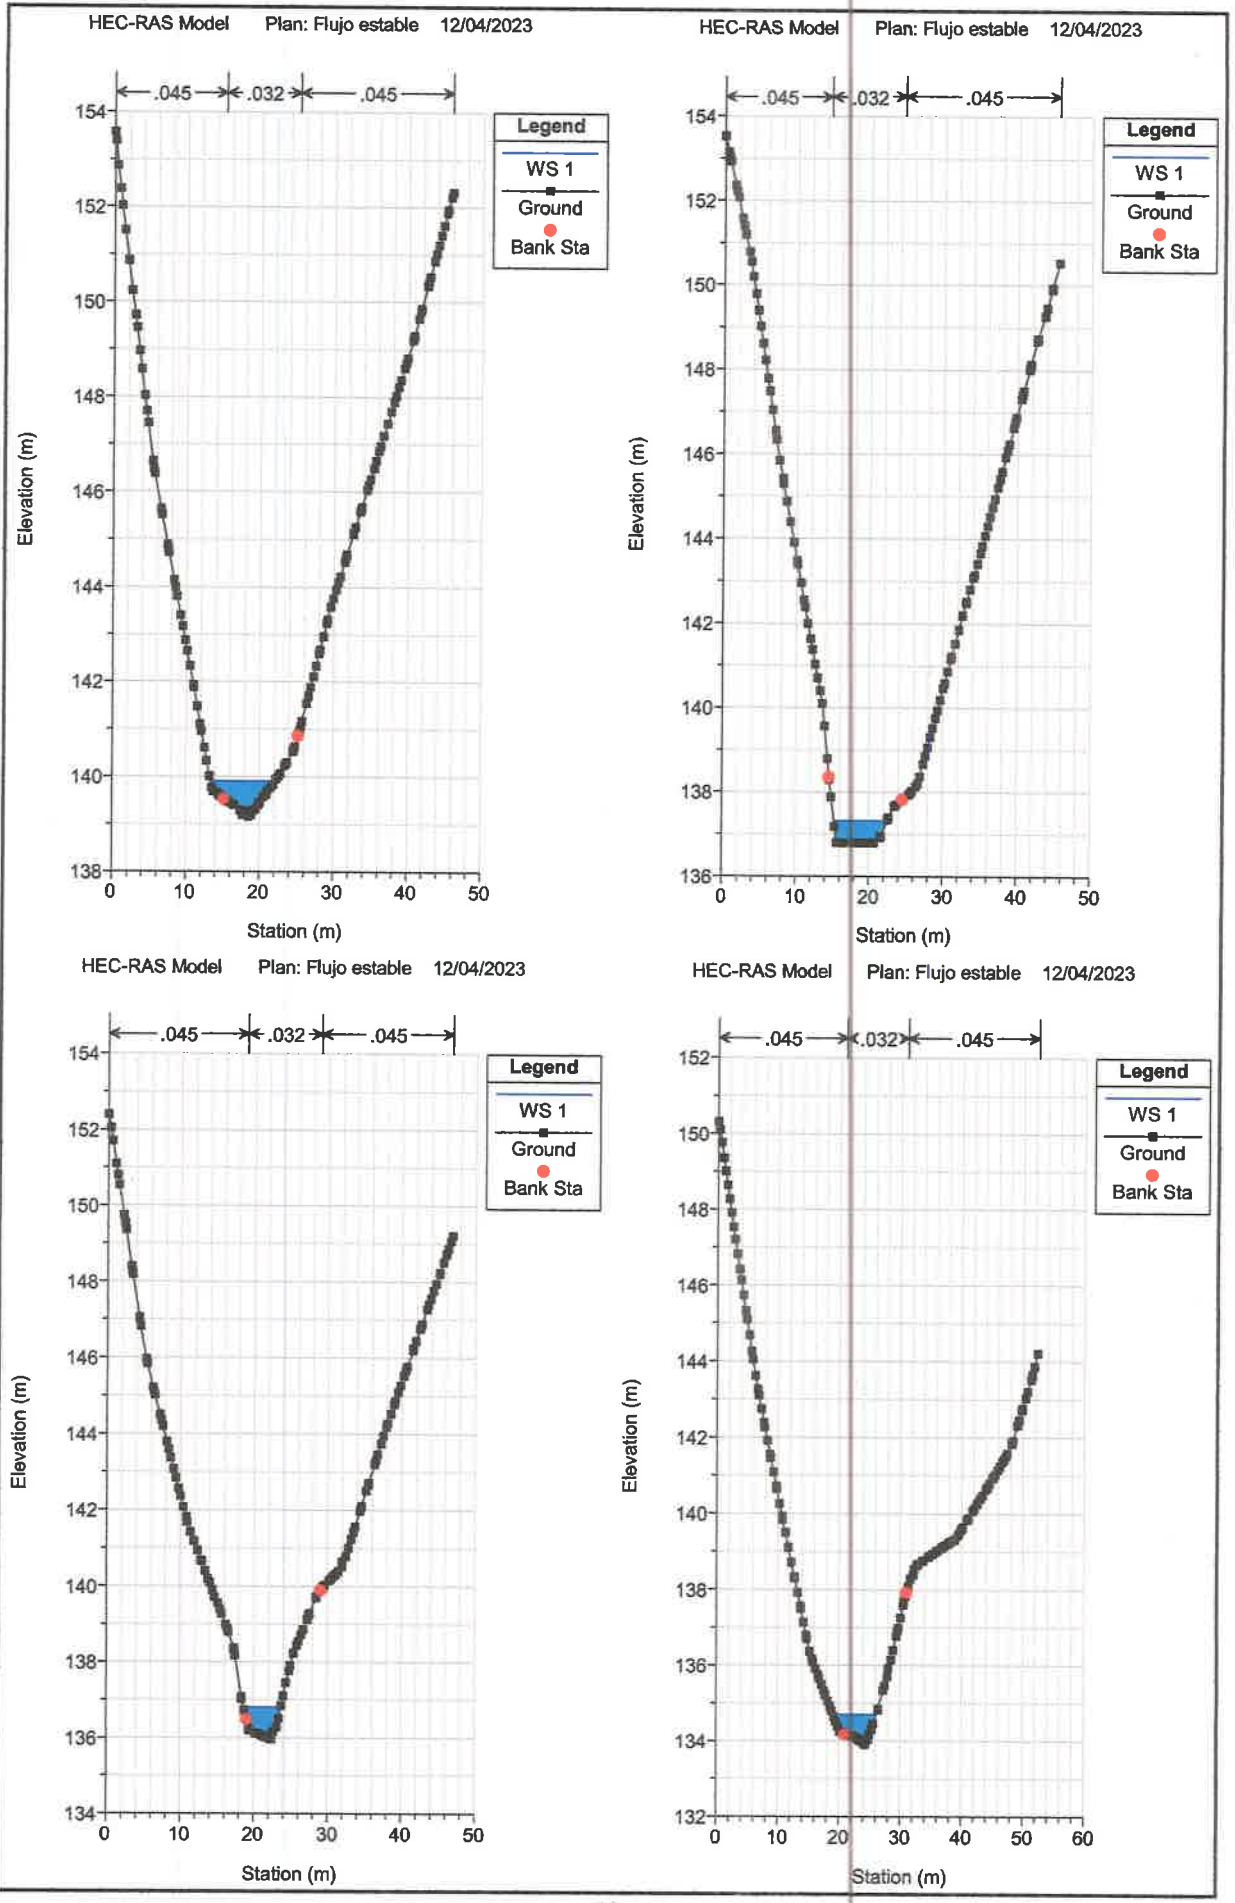 HEC-RAS Model Plan: Flujo estable 12/04/2023
.045 .032 .045
154
152
150
148
146
144
142
140
138
Elevation (m)
0 10 20 30 40 50
Station (m)
Legend
WS 1
Ground
Bank Sta
HEC-RAS Model Plan: Flujo estable 12/04/2023
.045 .032 .045
154
152
150
148
146
144
142
140
138
136
Elevation (m)
0 10 20 30 40 50
Station (m)
Legend
WS 1
Ground
Bank Sta
HEC-RAS Model Plan: Flujo estable 12/04/2023
.045 .032 .045
154
152
150
148
146
144
142
140
138
136
134
Elevation (m)
0 10 20 30 40 50
Station (m)
Legend
WS 1
Ground
Bank Sta
HEC-RAS Model Plan: Flujo estable 12/04/2023
.045 .032 .045
152
150
148
146
144
142
140
138
136
134
132
Elevation (m)
0 10 20 30 40 50 60
Station (m)
Legend
WS 1
Ground
Bank Sta